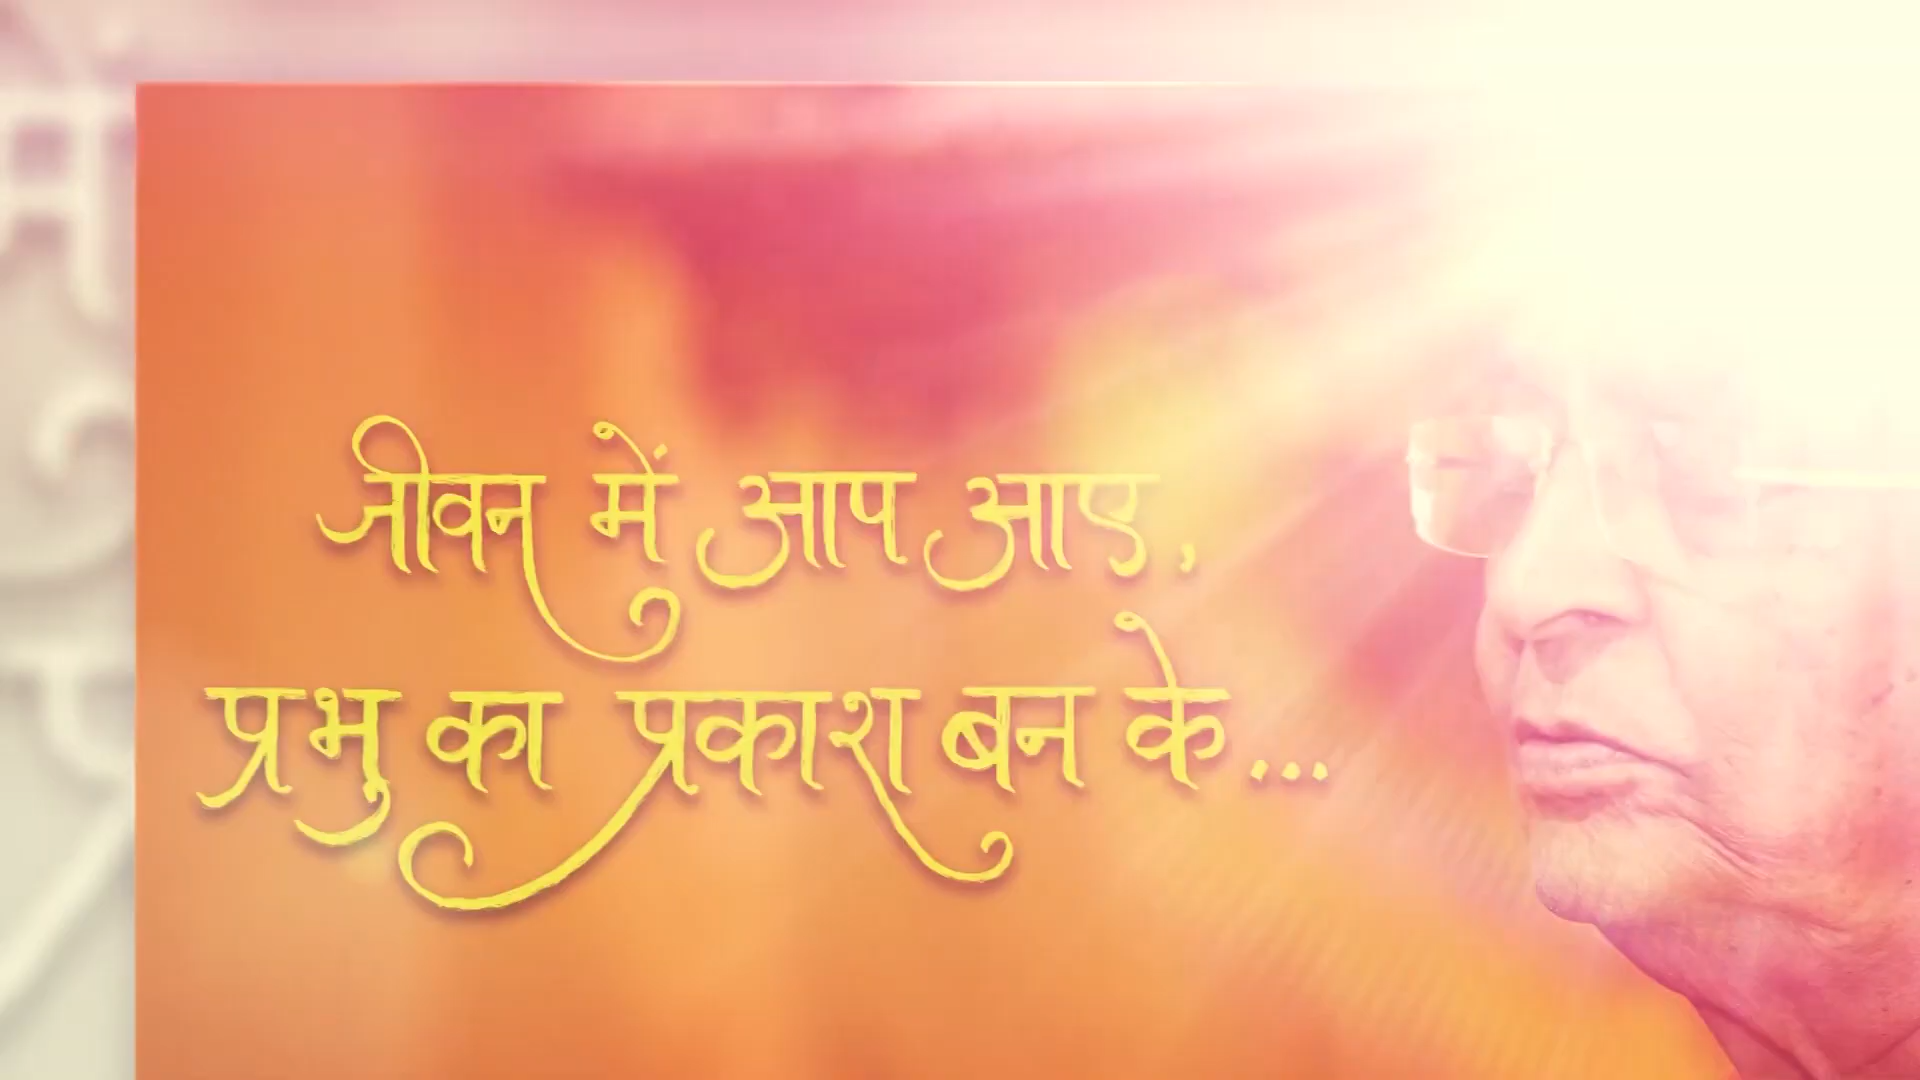 जीवन में आप आए,
प्रभु का प्रकाश बन के...